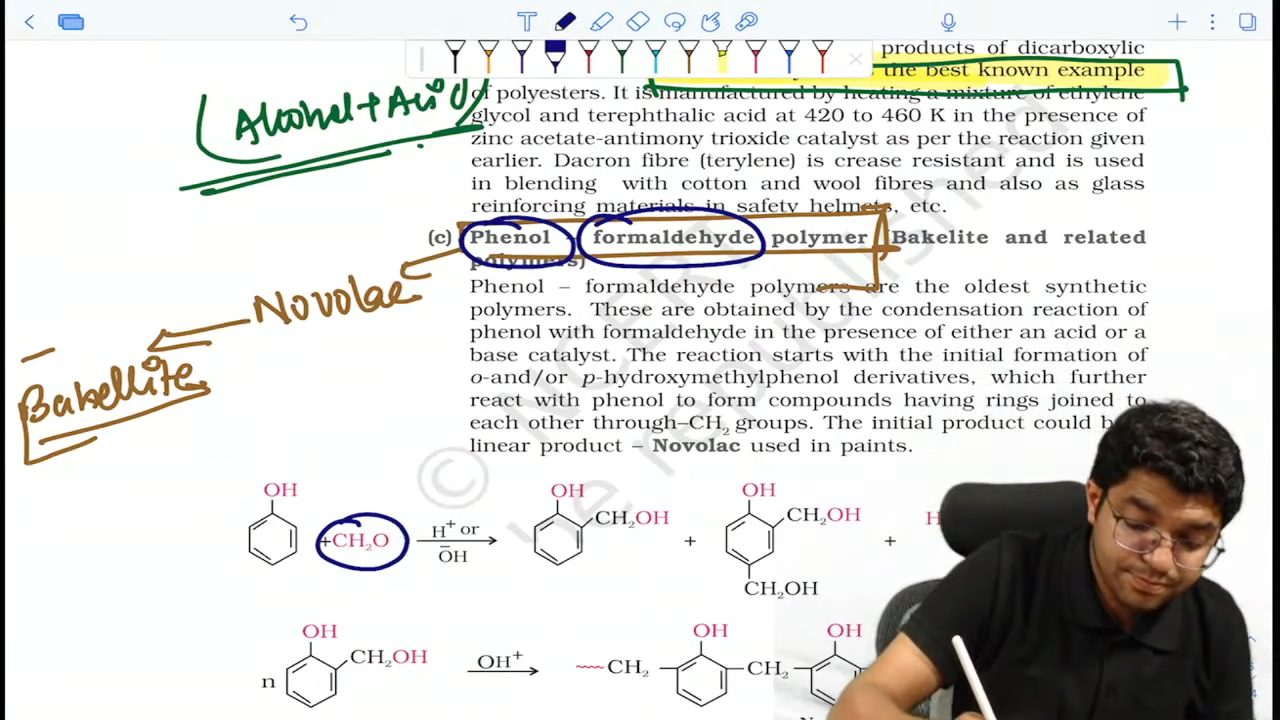 products of dicarboxylic
the best known example
of polyesters. It is manufactured by heating a mixture of ethylene
glycol and terephthalic acid at 420 to 460 K in the presence of
zinc acetate-antimony trioxide catalyst as per the reaction given
earlier. Dacron fibre (terylene) is crease resistant and is used
in blending with cotton and wool fibres and also as glass
reinforcing materials in safety helmets, etc.
Alcohol + Acid
(c) Phenol – formaldehyde polymer (Bakelite and related
polymers)
Novolac
Bakellite
Phenol – formaldehyde polymers are the oldest synthetic
polymers. These are obtained by the condensation reaction of
phenol with formaldehyde in the presence of either an acid or a
base catalyst. The reaction starts with the initial formation of
o-and/or p-hydroxymethylphenol derivatives, which further
react with phenol to form compounds having rings joined to
each other through–CH2 groups. The initial product could
linear product – Novolac used in paints.
© NCERT
be republished
OH OH OH
+CH2O H+ or CH2OH + CH2OH + H
ŌH
CH2OH
OH OH OH
n CH2OH OH+ CH2 CH2